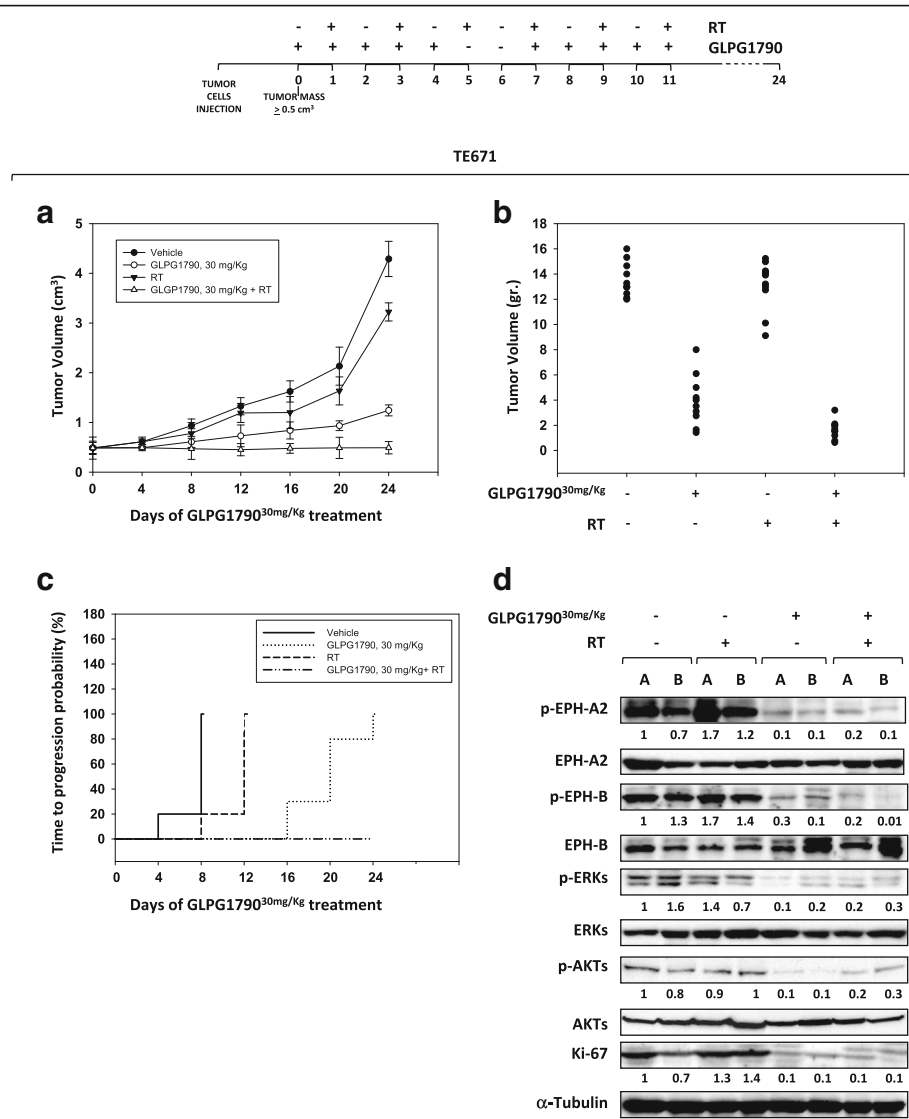 - + - + - + - + - + - + RT
+ + + + + - - + + + + + GLPG1790
0 1 2 3 4 5 6 7 8 9 10 11 24
TUMOR
CELLS
INJECTION
TUMOR MASS
≥ 0.5 cm³
TE671
a
Tumor Volume (cm³)
5
4
3
2
1
0
Vehicle
GLPG1790, 30 mg/Kg
RT
GLGP1790, 30 mg/Kg + RT
0 4 8 12 16 20 24
Days of GLPG1790³⁰ᵐᵍ/ᴷᵍ treatment
b
Tumor Volume (gr.)
18
16
14
12
10
8
6
4
2
0
GLPG1790³⁰ᵐᵍ/ᴷᵍ - + - +
RT - - + +
c
Time to progression probability (%)
180
160
140
120
100
80
60
40
20
0
Vehicle
GLPG1790, 30 mg/Kg
RT
GLPG1790, 30 mg/Kg+ RT
0 4 8 12 16 20 24
Days of GLPG1790³⁰ᵐᵍ/ᴷᵍ treatment
d
GLPG1790³⁰ᵐᵍ/ᴷᵍ - - + +
RT - + - +
A B A B A B A B
p-EPH-A2
1 0.7 1.7 1.2 0.1 0.1 0.2 0.1
EPH-A2
p-EPH-B
1 1.3 1.7 1.4 0.3 0.1 0.2 0.01
EPH-B
p-ERKs
1 1.6 1.4 0.7 0.1 0.2 0.2 0.3
ERKs
p-AKTs
1 0.8 0.9 1 0.1 0.1 0.2 0.3
AKTs
Ki-67
1 0.7 1.3 1.4 0.1 0.1 0.1 0.1
α-Tubulin